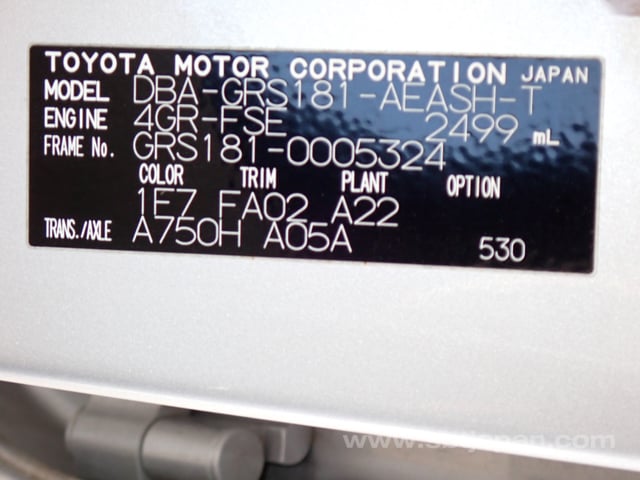 TOYOTA MOTOR CORPORATION JAPAN
MODEL DBA-GRS181-AEASH-T
ENGINE 4GR-FSE 2499 mL
FRAME No. GRS181-0005324
COLOR TRIM PLANT OPTION
1E7 FA02 A22
TRANS./AXLE A750H A05A 530